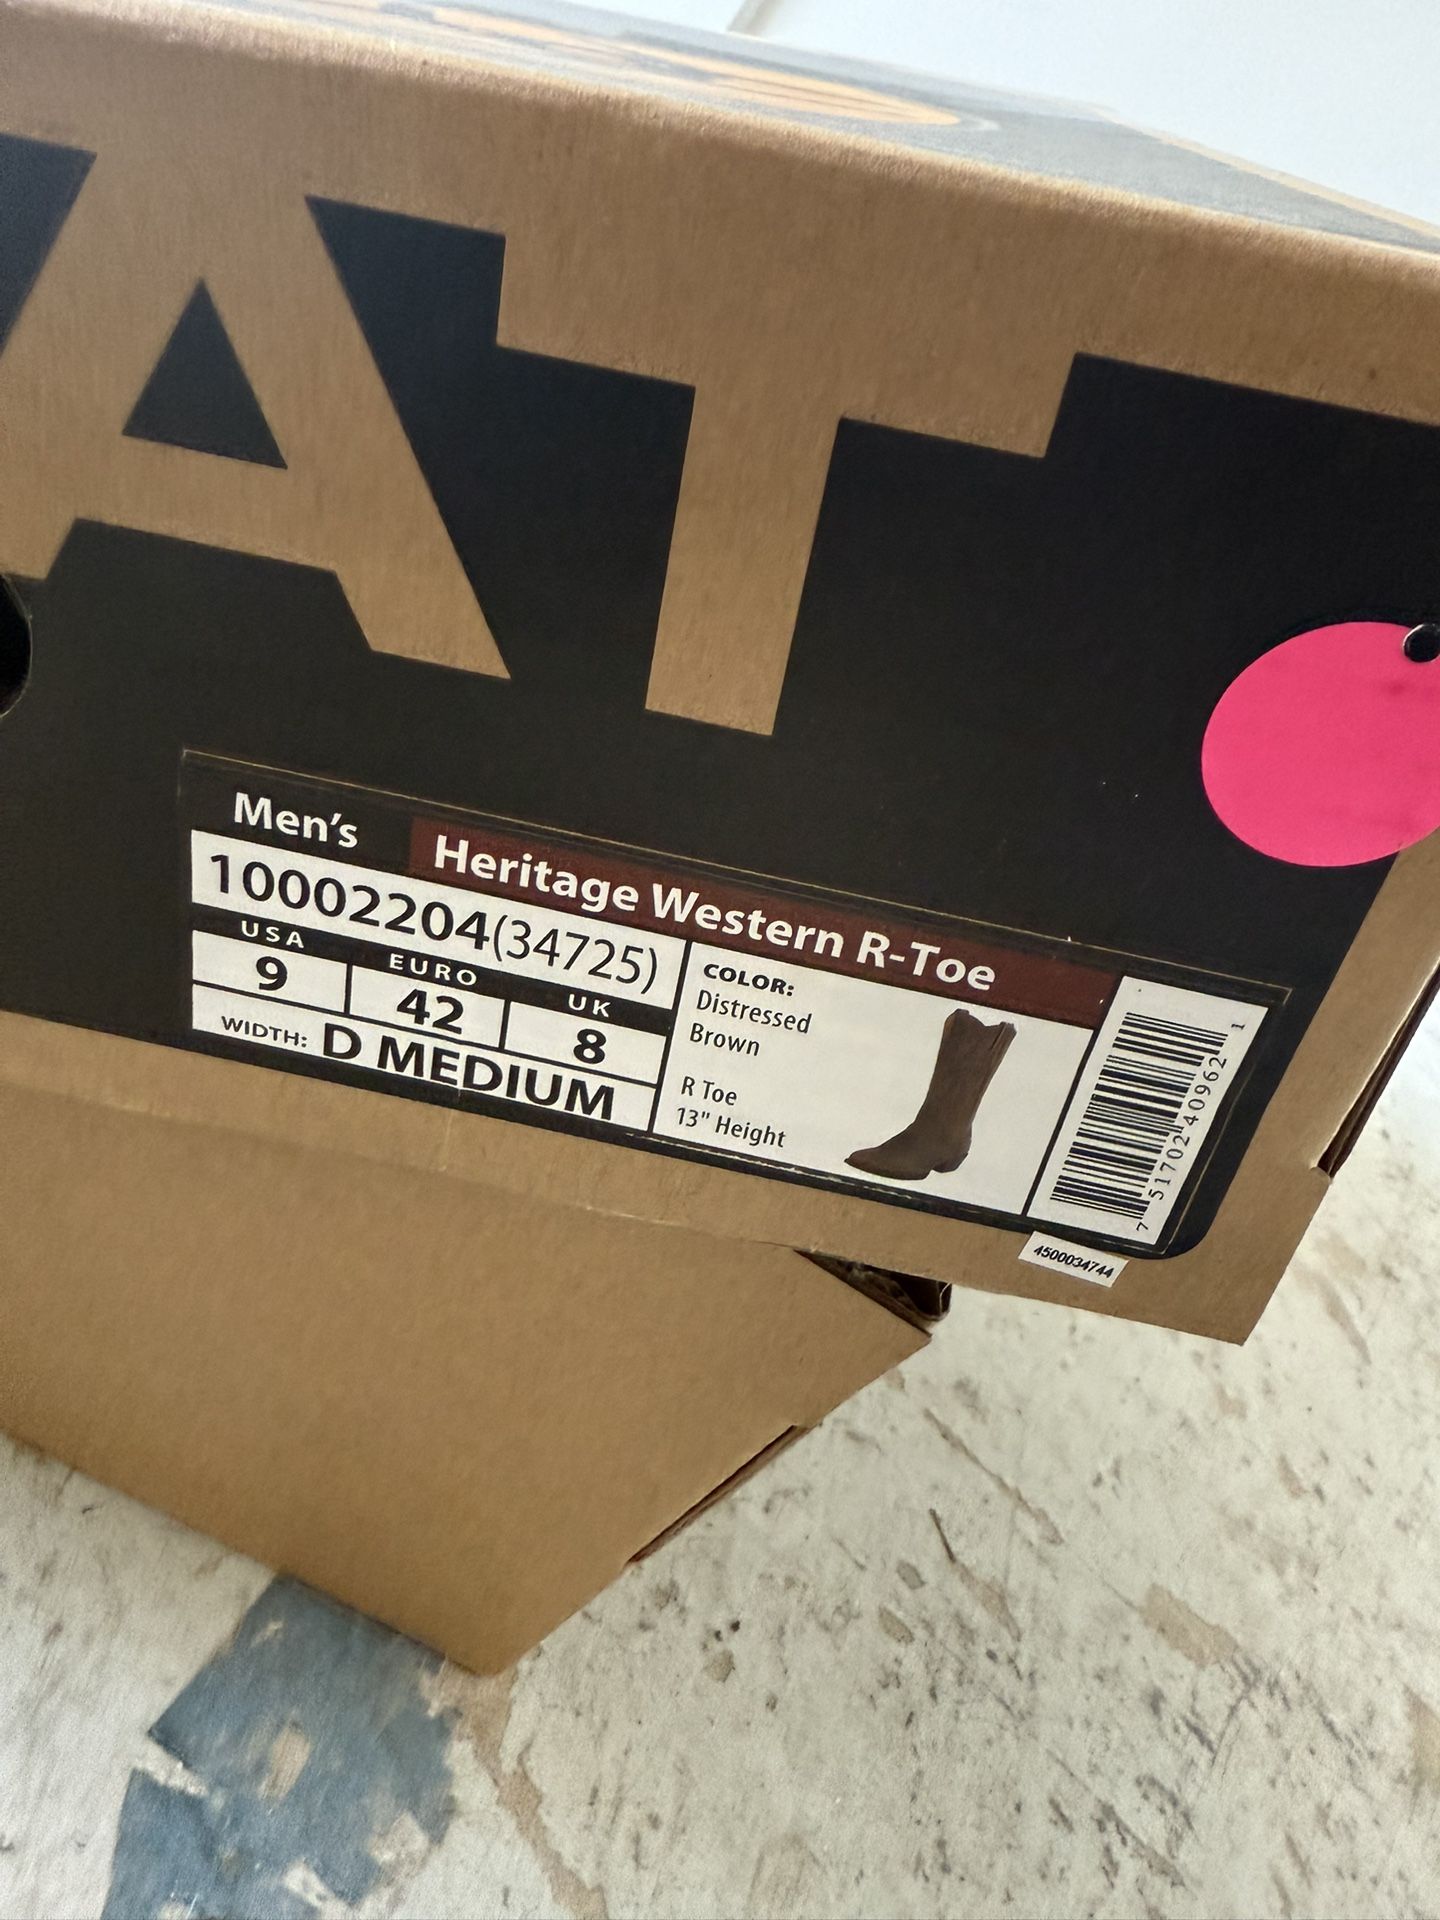 AT
Men's
Heritage Western R-Toe
10002204(34725)
USA
9
EURO
42
UK
8
WIDTH: D MEDIUM
COLOR:
Distressed
Brown
R Toe
13" Height
7 51702 40962 1
4500034744